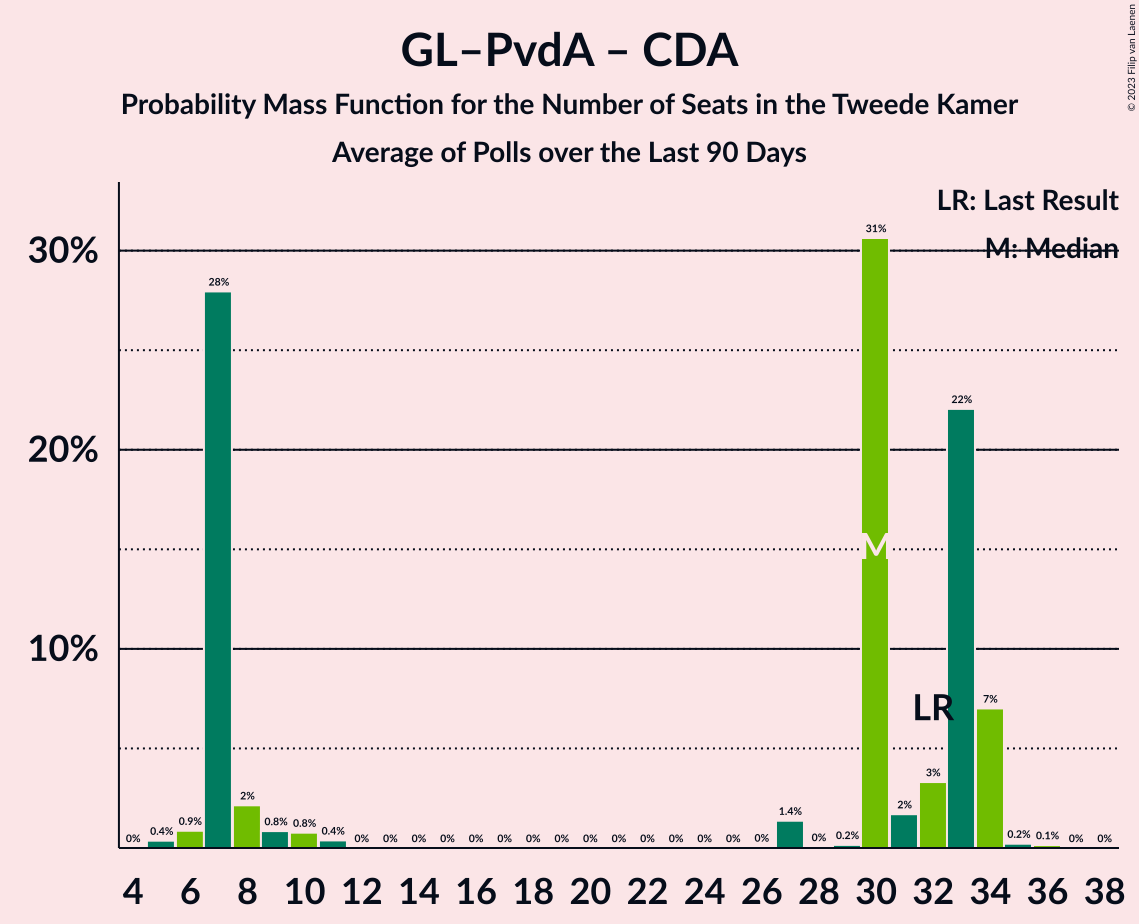 GL–PvdA – CDA
Probability Mass Function for the Number of Seats in the Tweede Kamer
Average of Polls over the Last 90 Days
© 2023 Filip van Laenen
LR: Last Result
M: Median
30%
20%
10%
0% 0.4% 0.9% 28% 2% 0.8% 0.8% 0.4% 0% 0% 0% 0% 0% 0% 0% 0% 0% 0% 0% 0% 0% 0% 0% 1.4% 0% 0.2% 31% 2% 3% 22% 7% 0.2% 0.1% 0% 0%
M
LR
4 6 8 10 12 14 16 18 20 22 24 26 28 30 32 34 36 38